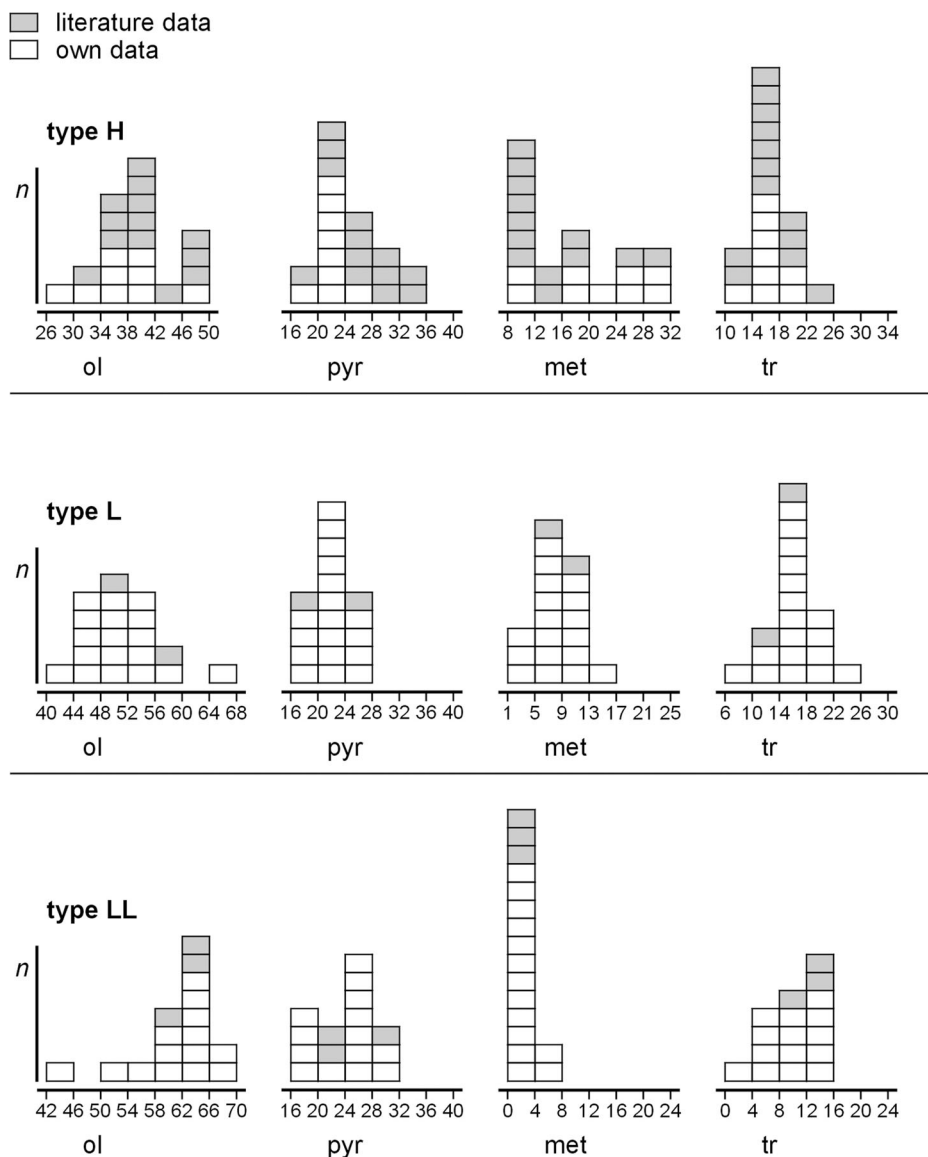 literature data
own data
type H
n
26 30 34 38 42 46 50
16 20 24 28 32 36 40
8 12 16 20 24 28 32
10 14 18 22 26 30 34
ol pyr met tr
type L
n
40 44 48 52 56 60 64 68
16 20 24 28 32 36 40
1 5 9 13 17 21 25
6 10 14 18 22 26 30
ol pyr met tr
type LL
n
42 46 50 54 58 62 66 70
16 20 24 28 32 36 40
0 4 8 12 16 20 24
0 4 8 12 16 20 24
ol pyr met tr